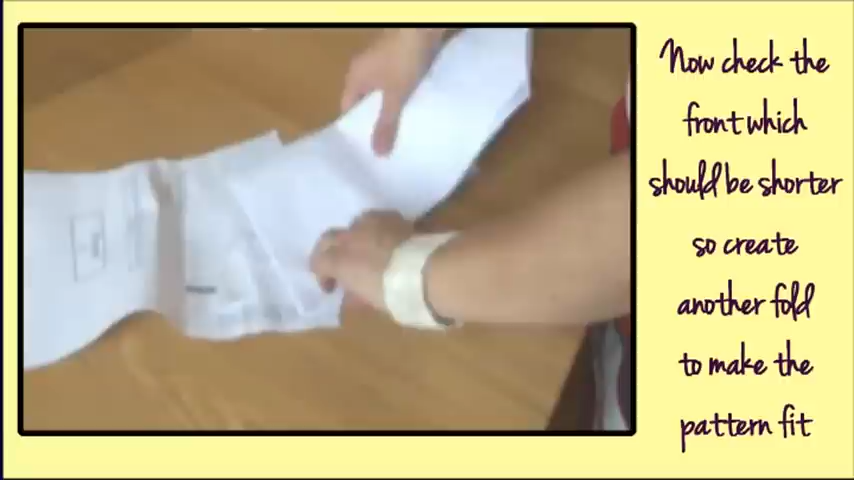 Now check the
front which
should be shorter
so create
another fold
to make the
pattern fit